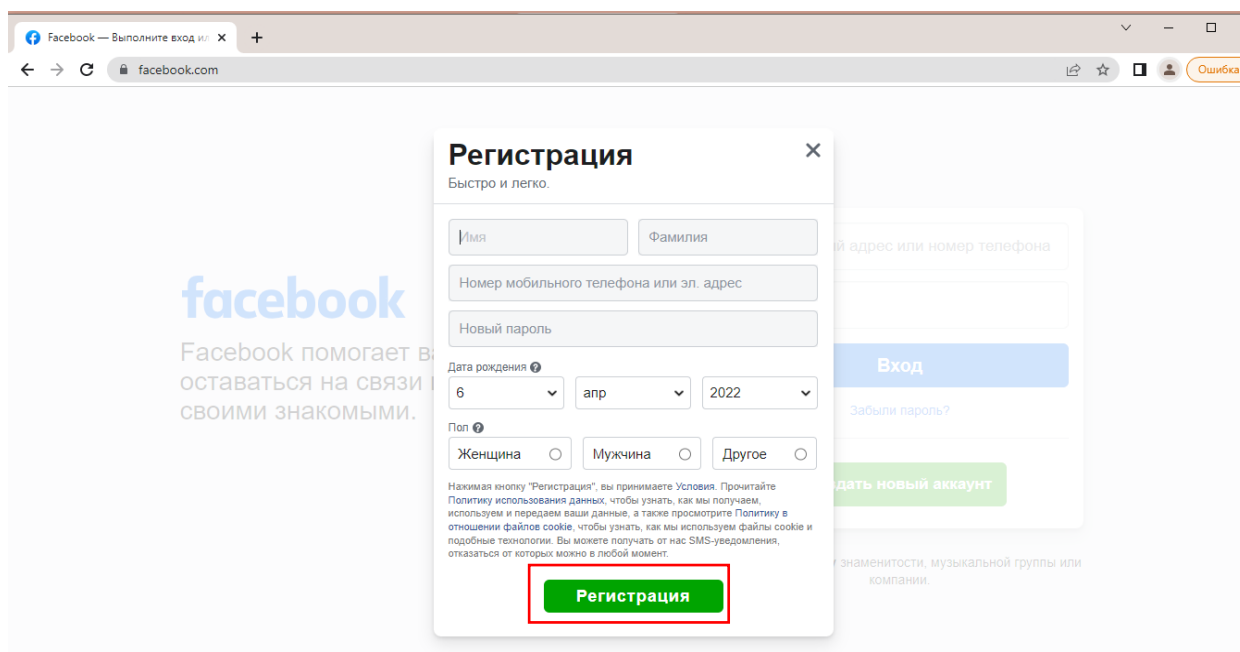 Facebook — Выполните вход ил
facebook.com
Ошибка
Регистрация
Быстро и легко.
Имя
Фамилия
Номер мобильного телефона или эл. адрес
Новый пароль
Дата рождения
6 апр 2022
Пол
Женщина Мужчина Другое
Нажимая кнопку "Регистрация", вы принимаете Условия. Прочитайте
Политику использования данных, чтобы узнать, как мы получаем,
используем и передаем ваши данные, а также просмотрите Политику в
отношении файлов cookie, чтобы узнать, как мы используем файлы cookie и
подобные технологии. Вы можете получать от нас SMS-уведомления,
отказаться от которых можно в любой момент.
Регистрация
facebook
Facebook помогает
оставаться на связи
своими знакомыми.
адрес или номер телефона
Вход
Забыли пароль?
новый аккаунт
знаменитости, музыкальной группы или
компании.